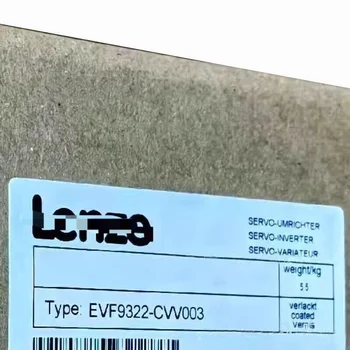 Lenze
SERVO-UMRICHTER
SERVO-INVERTER
SERVO-VARIATEUR
weight/kg
5.5
Type: EVF9322-CVV003
verlackt
coated
vernis